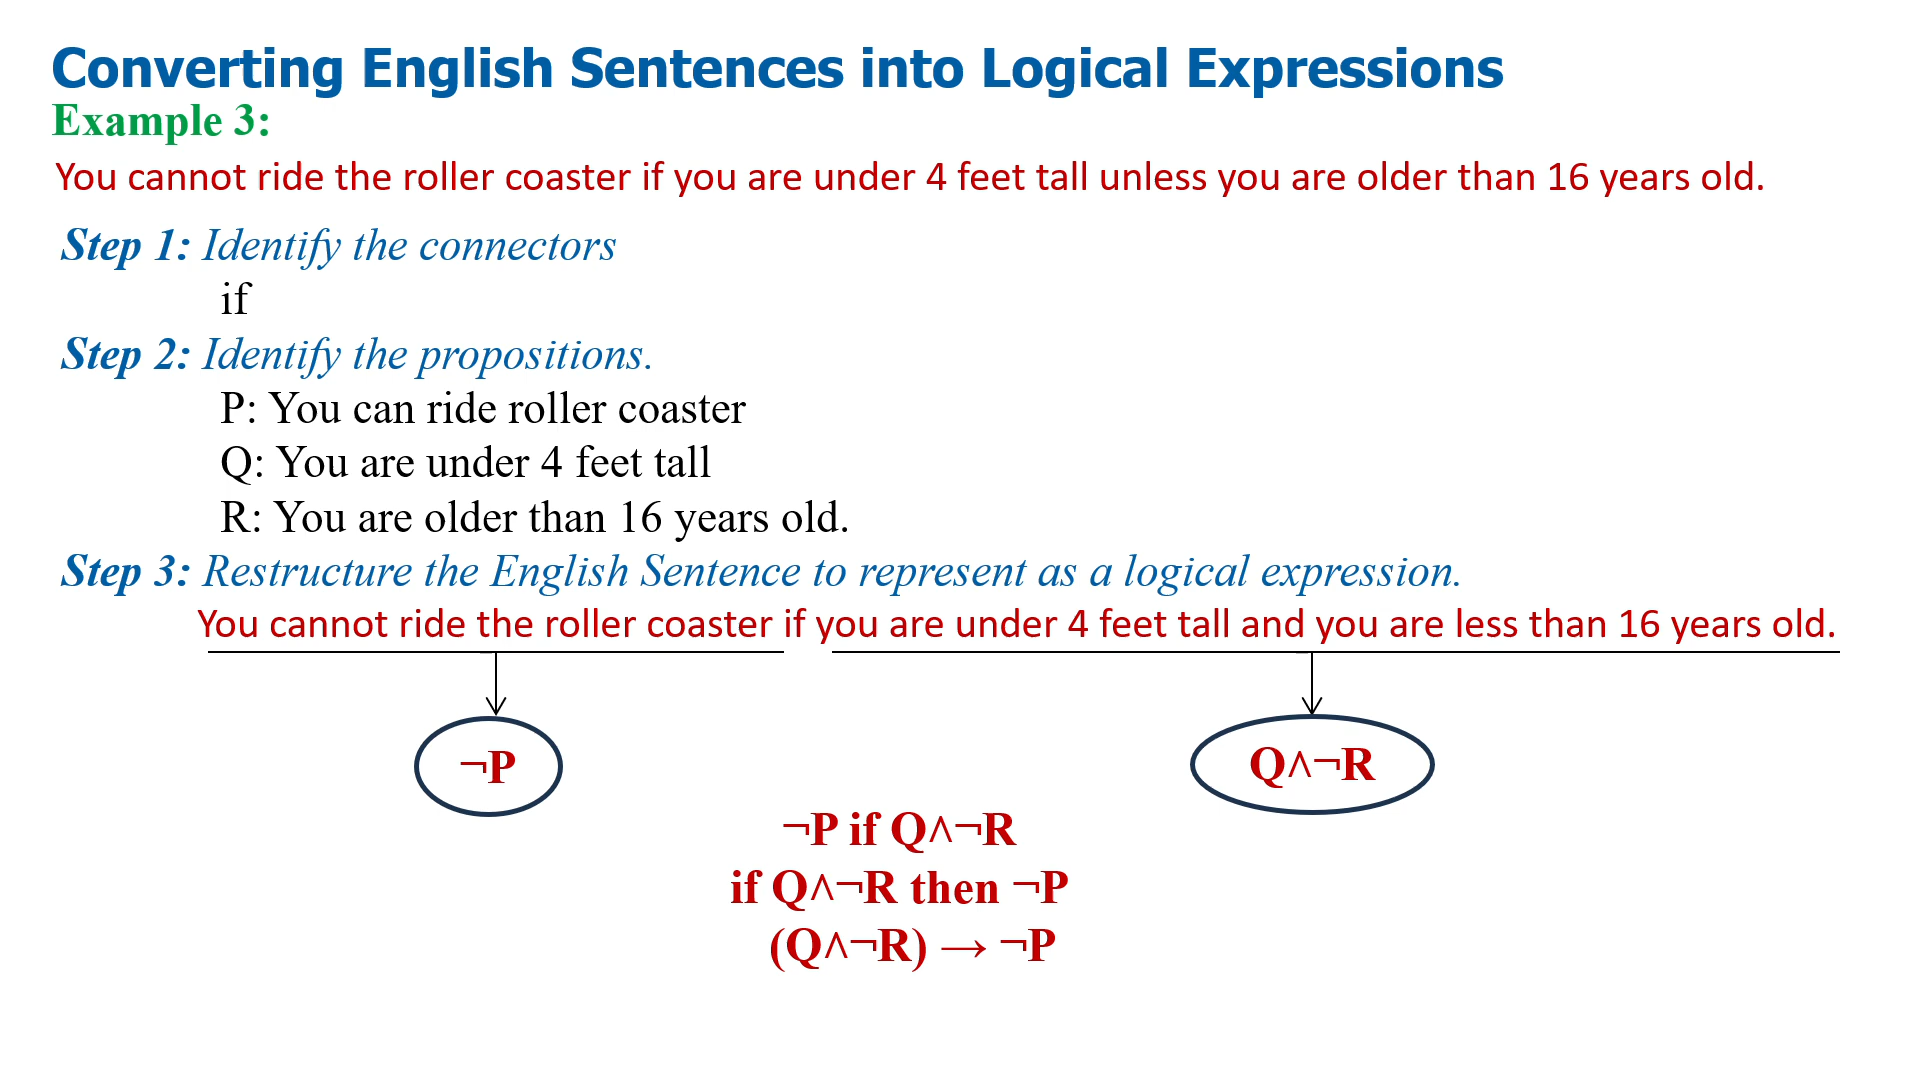 Converting English Sentences into Logical Expressions
Example 3:
You cannot ride the roller coaster if you are under 4 feet tall unless you are older than 16 years old.
Step 1: Identify the connectors
if
Step 2: Identify the propositions.
P: You can ride roller coaster
Q: You are under 4 feet tall
R: You are older than 16 years old.
Step 3: Restructure the English Sentence to represent as a logical expression.
You cannot ride the roller coaster if you are under 4 feet tall and you are less than 16 years old.
¬P
Q˄¬R
¬P if Q˄¬R
if Q˄¬R then ¬P
(Q˄¬R) → ¬P